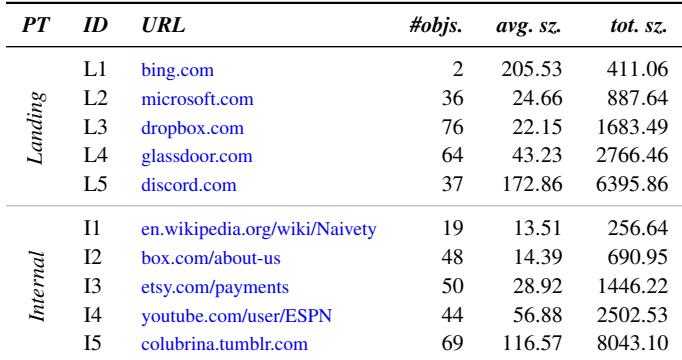 PT ID URL #objs. avg. sz. tot. sz.
Landing
L1 bing.com 2 205.53 411.06
L2 microsoft.com 36 24.66 887.64
L3 dropbox.com 76 22.15 1683.49
L4 glassdoor.com 64 43.23 2766.46
L5 discord.com 37 172.86 6395.86
Internal
I1 en.wikipedia.org/wiki/Naivety 19 13.51 256.64
I2 box.com/about-us 48 14.39 690.95
I3 etsy.com/payments 50 28.92 1446.22
I4 youtube.com/user/ESPN 44 56.88 2502.53
I5 colubrina.tumblr.com 69 116.57 8043.10